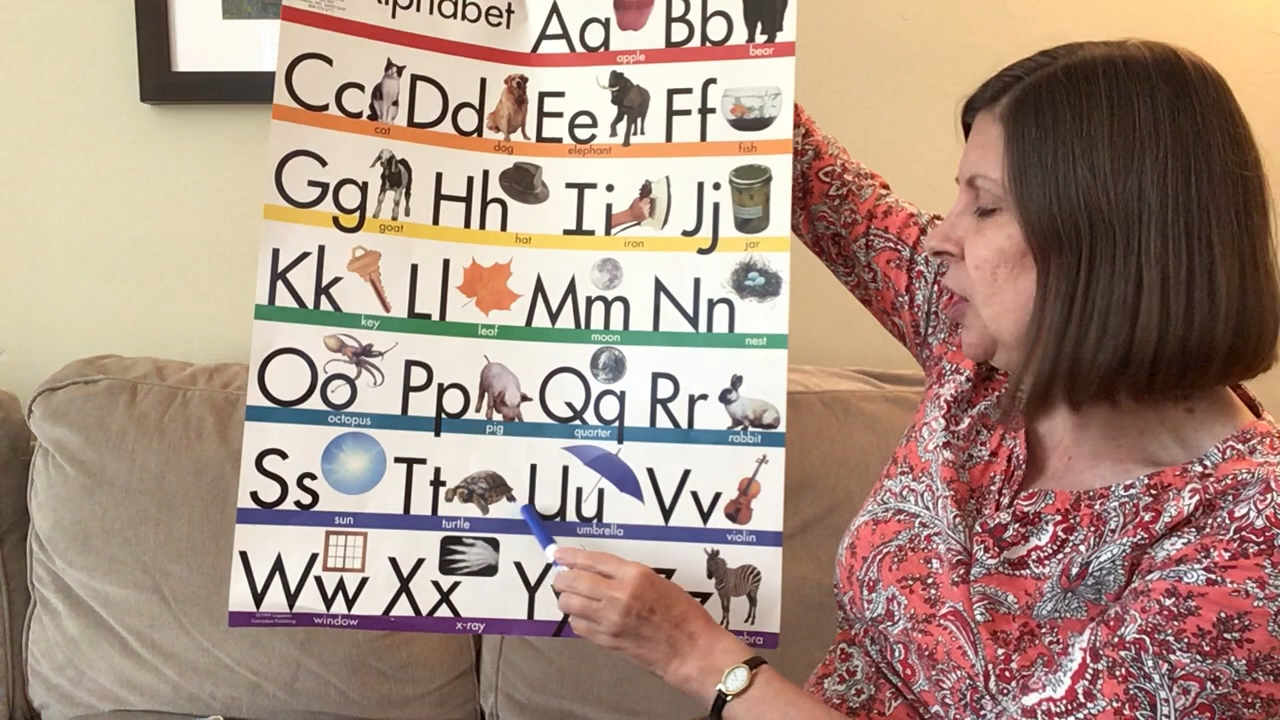 Alphabet
Aa Bb
apple bear
Cc Dd Ee Ff
cat dog elephant fish
Gg Hh Ii Jj
goat hat iron jar
Kk Ll Mm Nn
key leaf moon nest
Oo Pp Qq Rr
octopus pig quarter rabbit
Ss Tt Uu Vv
sun turtle umbrella violin
Ww Xx Y z
window x-ray bra